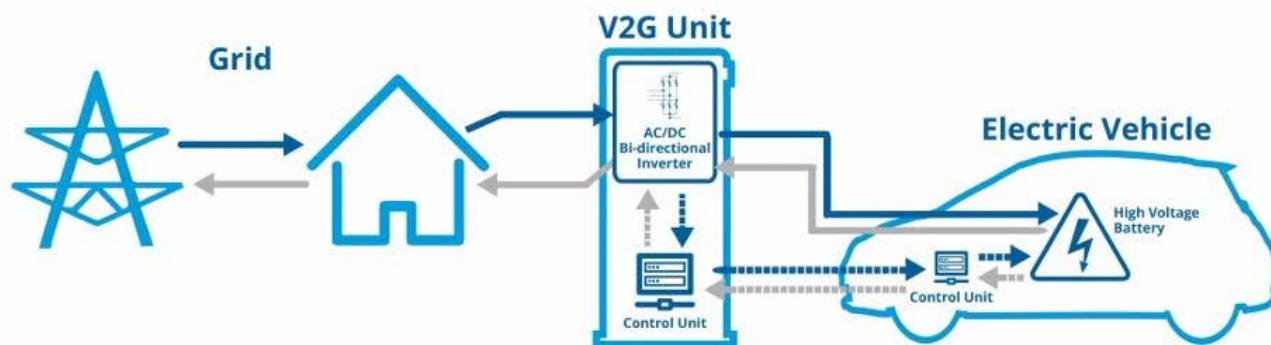 V2G Unit
Grid
AC/DC
Bi-directional
Inverter
Electric Vehicle
High Voltage
Battery
Control Unit
Control Unit